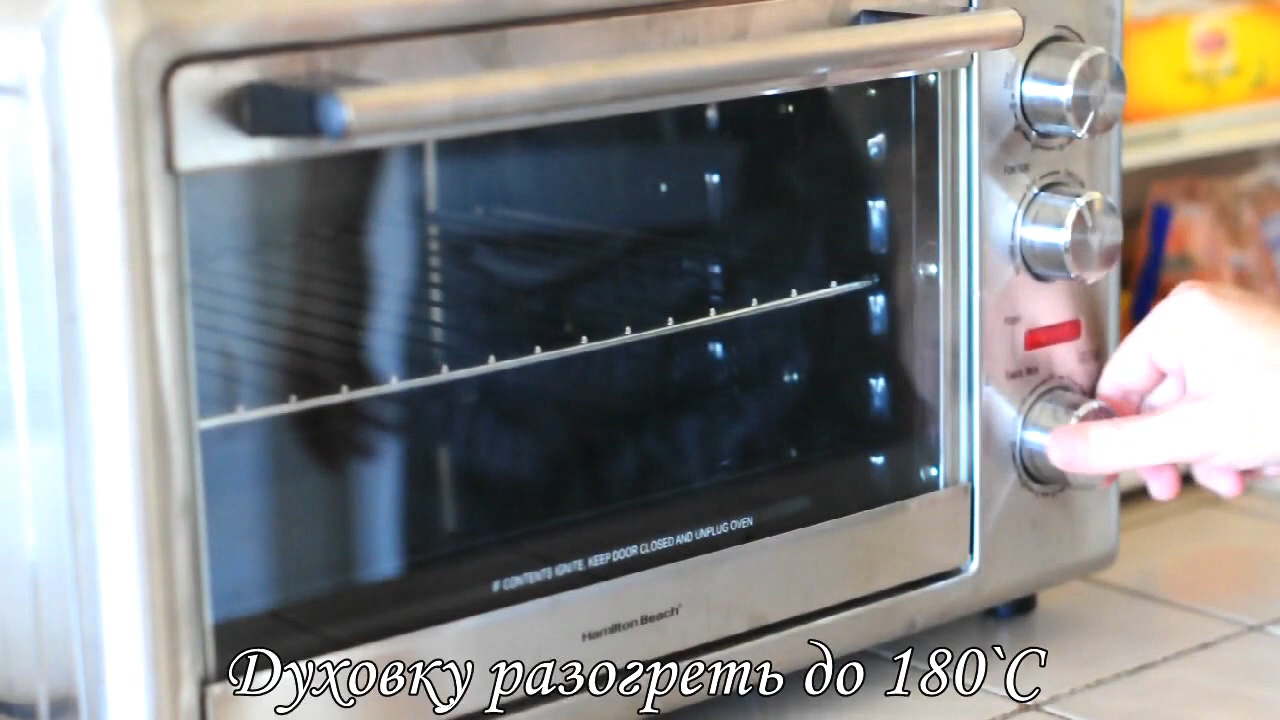 IF CONTENTS IGNITE, KEEP DOOR CLOSED AND UNPLUG OVEN
Hamilton Beach
Духовку разогреть до 180`С